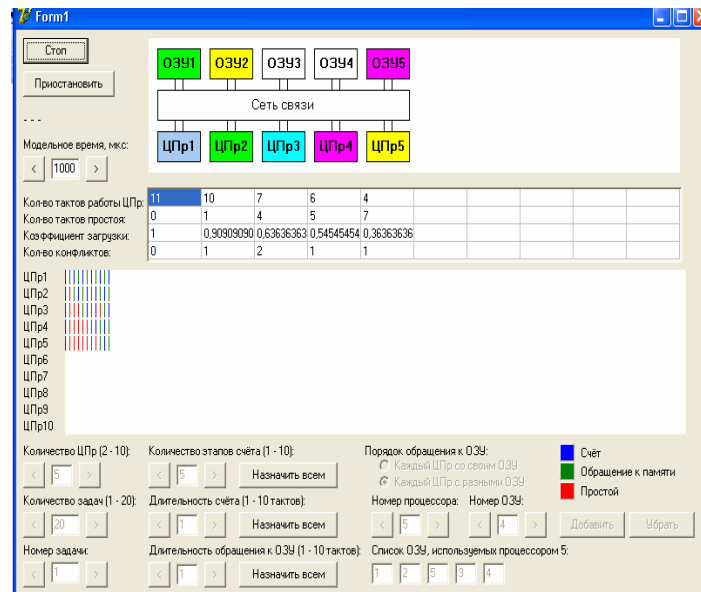 Form1
Стоп
Приостановить
- - -
Модельное время, мкс:
< 1000 >
ОЗУ1 ОЗУ2 ОЗУ3 ОЗУ4 ОЗУ5
Сеть связи
ЦПр1 ЦПр2 ЦПр3 ЦПр4 ЦПр5
Кол-во тактов работы ЦПр: 11 10 7 6 4
Кол-во тактов простоя: 0 1 4 5 7
Коэффициент загрузки: 1 0,90909090 0,63636363 0,54545454 0,36363636
Кол-во конфликтов: 0 1 2 1 1
ЦПр1
ЦПр2
ЦПр3
ЦПр4
ЦПр5
ЦПр6
ЦПр7
ЦПр8
ЦПр9
ЦПр10
Количество ЦПр (2 - 10): Количество этапов счёта (1 - 10): Порядок обращения к ОЗУ: Счёт
< 5 > < 5 > Назначить всем Каждый ЦПр со своим ОЗУ Обращение к памяти
Каждый ЦПр с разными ОЗУ Простой
Количество задач (1 - 20): Длительность счёта (1 - 10 тактов): Номер процессора: Номер ОЗУ:
< 20 > < 1 > Назначить всем < 5 > < 4 > Добавить Убрать
Номер задачи: Длительность обращения к ОЗУ (1 - 10 тактов): Список ОЗУ, используемых процессором 5:
< 1 > < 1 > Назначить всем 1 2 5 3 4